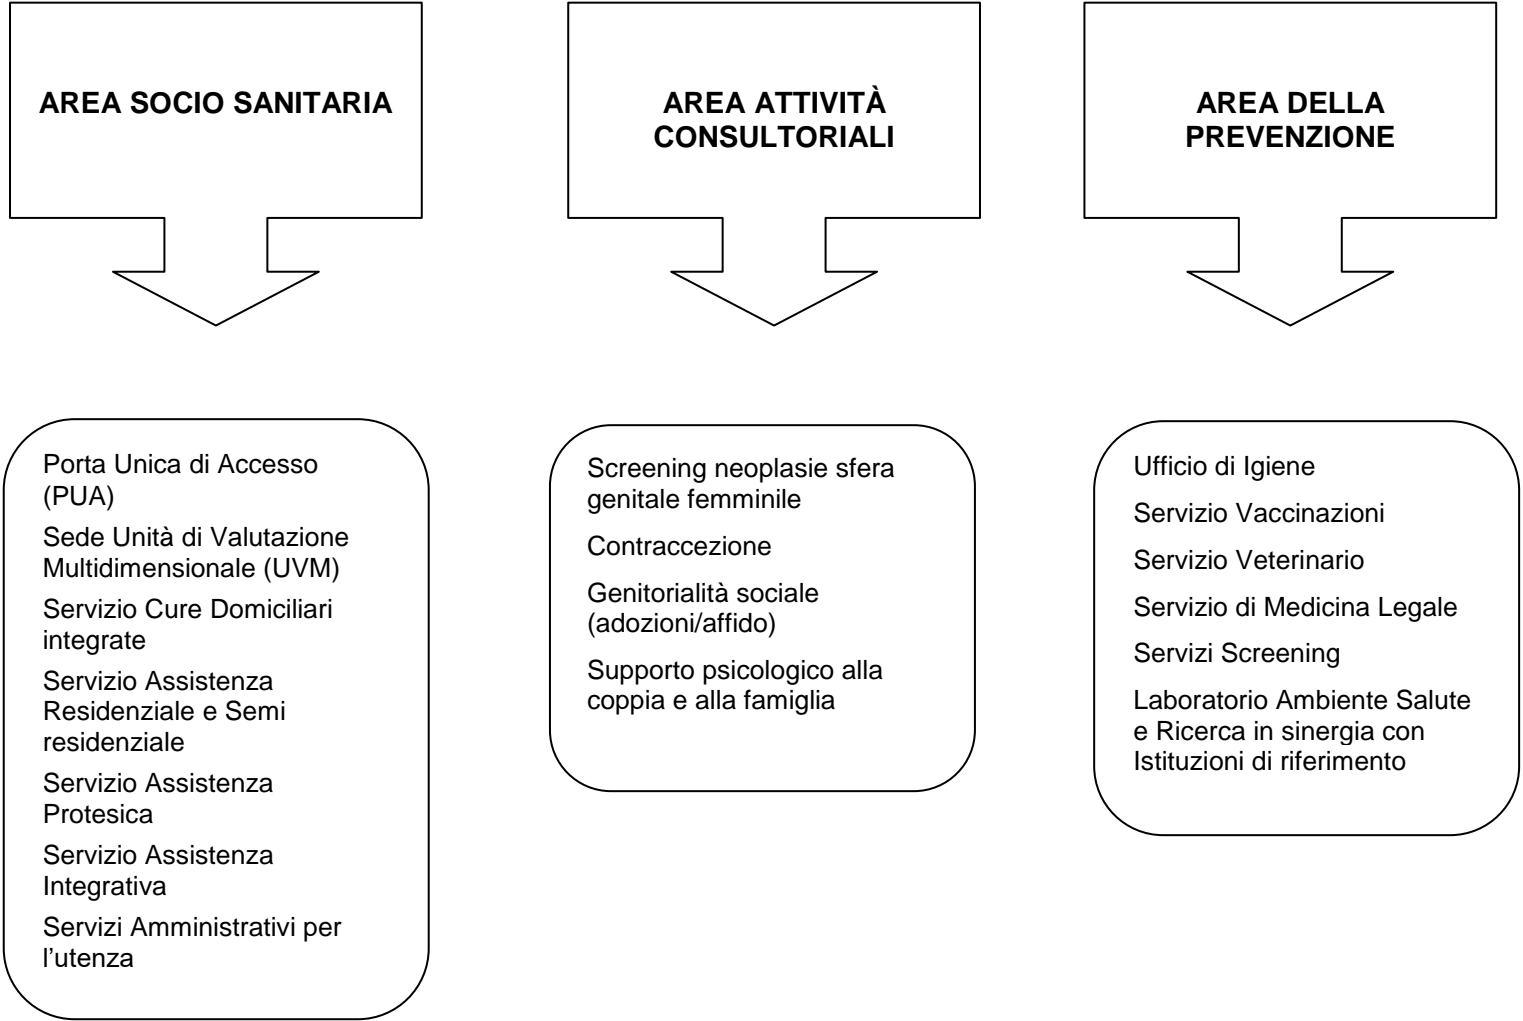 AREA SOCIO SANITARIA
AREA ATTIVITÀ
CONSULTORIALI
AREA DELLA
PREVENZIONE
Porta Unica di Accesso
(PUA)
Sede Unità di Valutazione
Multidimensionale (UVM)
Servizio Cure Domiciliari
integrate
Servizio Assistenza
Residenziale e Semi
residenziale
Servizio Assistenza
Protesica
Servizio Assistenza
Integrativa
Servizi Amministrativi per
l'utenza
Screening neoplasie sfera
genitale femminile
Contraccezione
Genitorialità sociale
(adozioni/affido)
Supporto psicologico alla
coppia e alla famiglia
Ufficio di Igiene
Servizio Vaccinazioni
Servizio Veterinario
Servizio di Medicina Legale
Servizi Screening
Laboratorio Ambiente Salute
e Ricerca in sinergia con
Istituzioni di riferimento